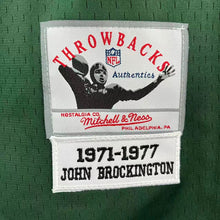 THROWBACKS
NFL
Authentics
NOSTALGIA CO.
Mitchell & Ness
PHILADELPHIA, PA
1971-1977
JOHN BROCKINGTON